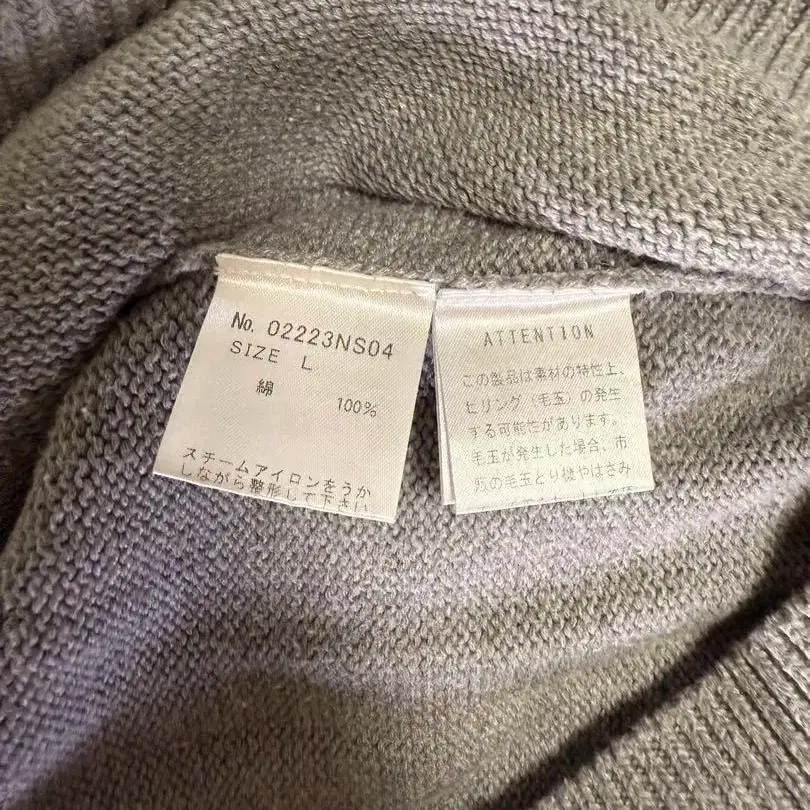 No. 02223NS04
SIZE L
綿
100%
スチームアイロンをうか
しながら整形して下さい
ATTENTION
この製品は素材の特性上、
ピリング(毛玉)の発生
する可能性があります。
毛玉が発生した場合、市
販の毛玉とり機やはさみ